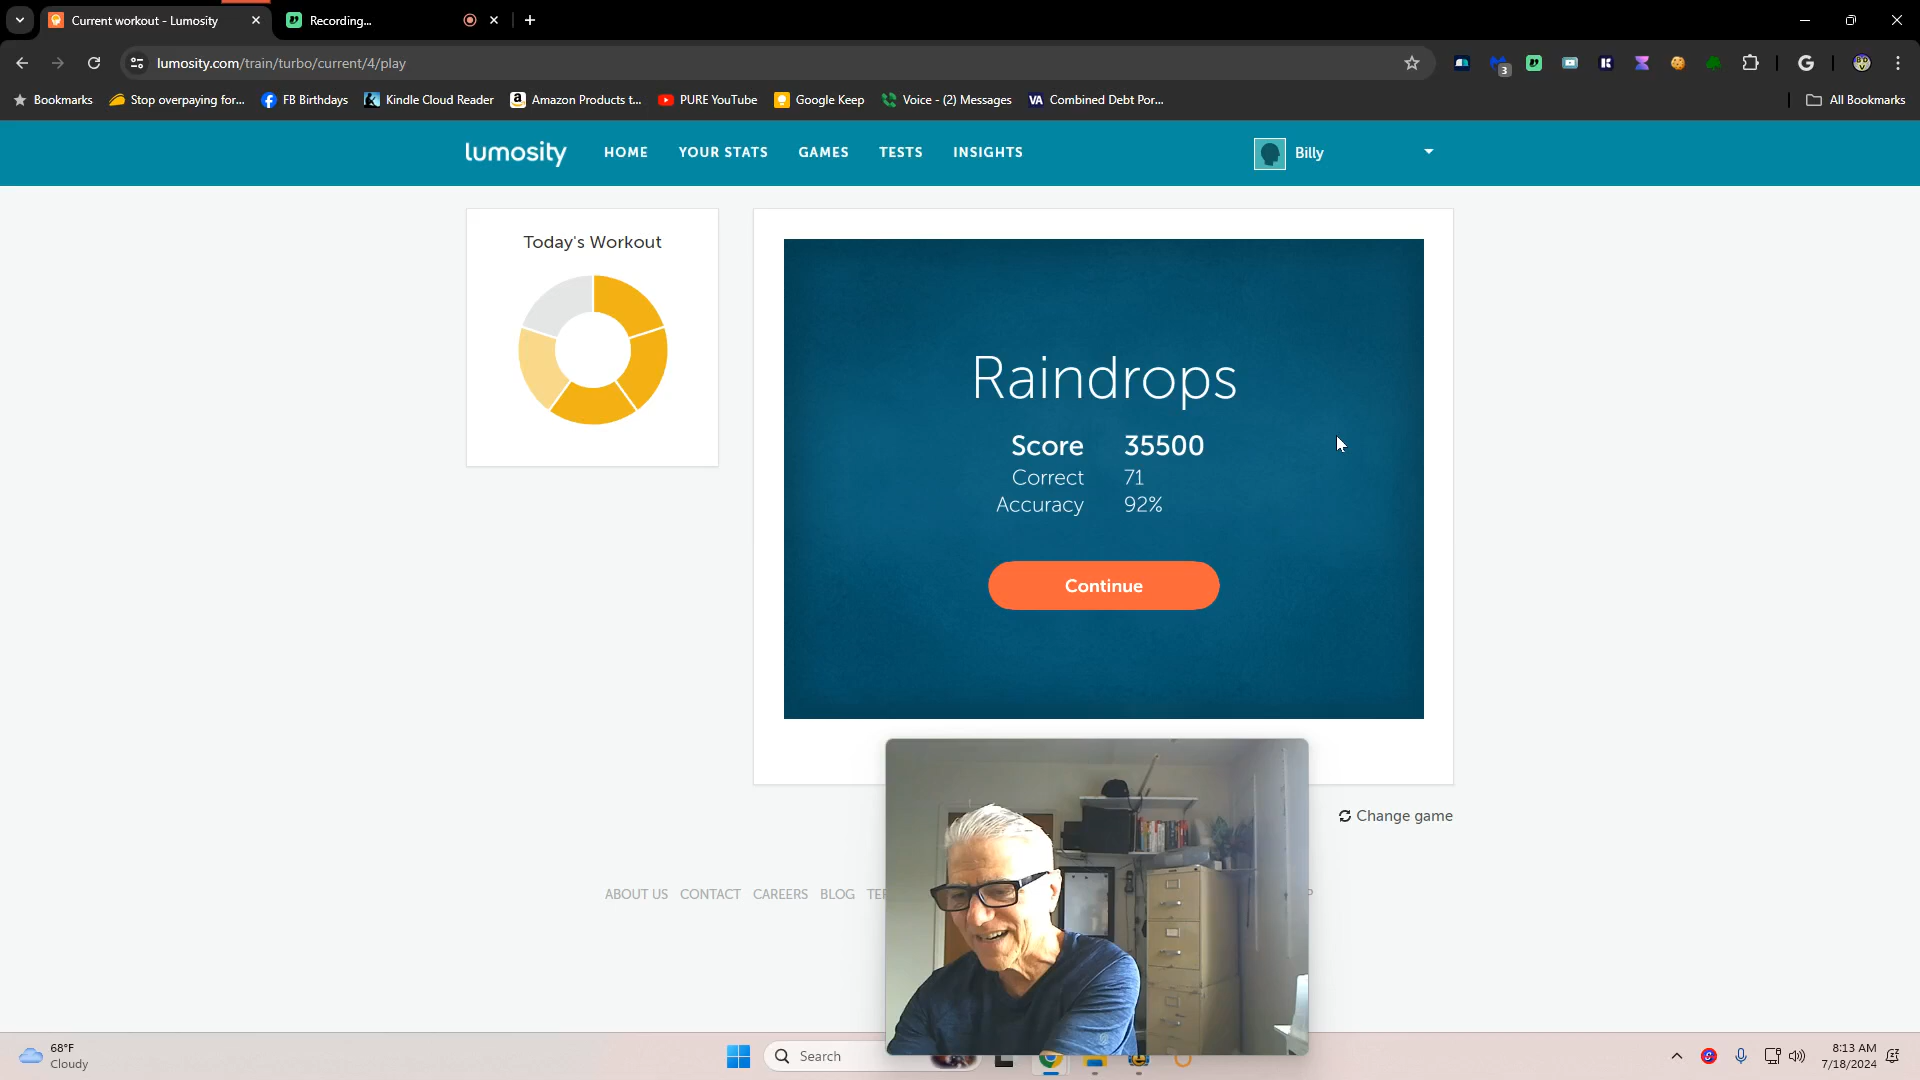 Current workout - Lumosity
Recording...
lumosity.com/train/turbo/current/4/play
3
Bookmarks
Stop overpaying for...
FB Birthdays
Kindle Cloud Reader
Amazon Products t...
PURE YouTube
Google Keep
Voice - (2) Messages
VA Combined Debt Por...
All Bookmarks
lumosity
HOME
YOUR STATS
GAMES
TESTS
INSIGHTS
Billy
Today's Workout
Raindrops
Score 35500
Correct 71
Accuracy 92%
Continue
Change game
ABOUT US
CONTACT
CAREERS
BLOG
68°F
Cloudy
Search
8:13 AM
7/18/2024